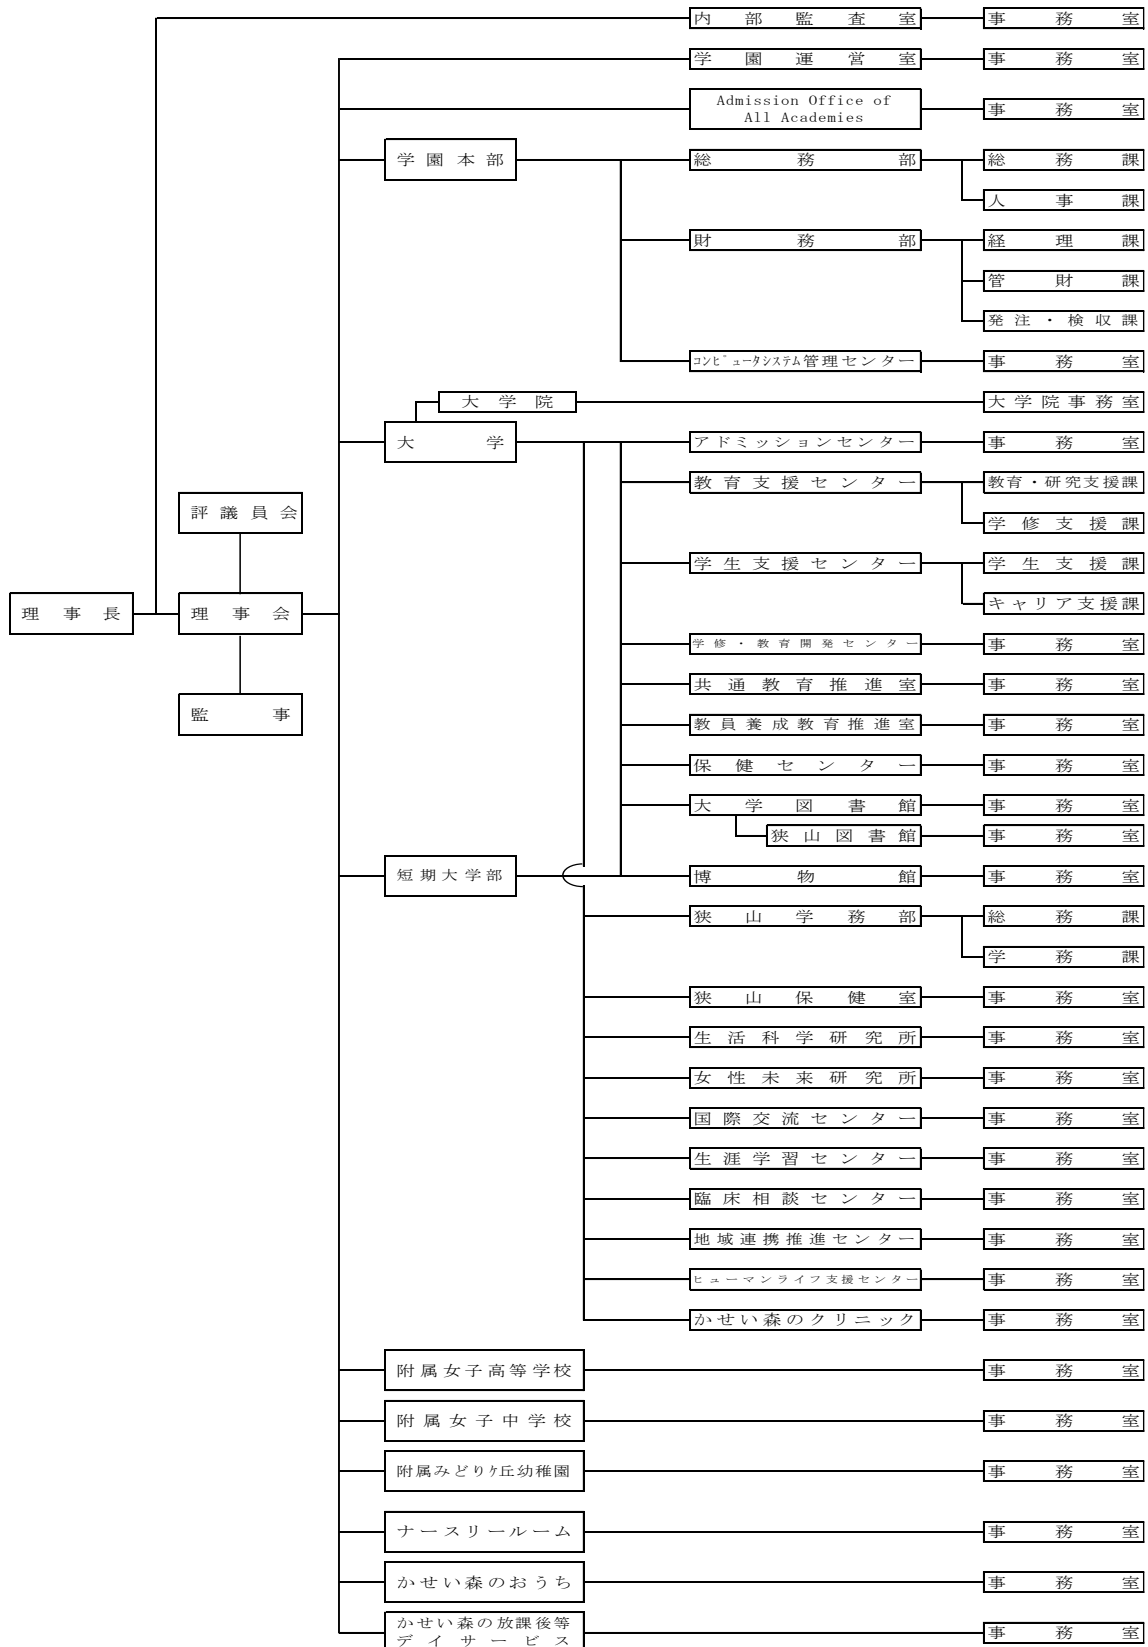 内部監査室 事務室
学園運営室 事務室
Admission Office of
All Academies
事務室
学園本部 総務部 総務課
人事課
財務部 経理課
管財課
発注・検収課
コンピュータシステム管理センター 事務室
大学院 大学院事務室
大学 アドミッションセンター 事務室
教育支援センター 教育・研究支援課
評議員会
学修支援課
学生支援センター 学生支援課
キャリア支援課
理事長 理事会
学修・教育開発センター 事務室
共通教育推進室 事務室
監事
教員養成教育推進室 事務室
保健センター 事務室
大学図書館 事務室
狭山図書館 事務室
短期大学部 博物館 事務室
狭山学務部 総務課
学務課
狭山保健室 事務室
生活科学研究所 事務室
女性未来研究所 事務室
国際交流センター 事務室
生涯学習センター 事務室
臨床相談センター 事務室
地域連携推進センター 事務室
ヒューマンライフ支援センター 事務室
かせい森のクリニック 事務室
附属女子高等学校 事務室
附属女子中学校 事務室
附属みどりケ丘幼稚園 事務室
ナースリールーム 事務室
かせい森のおうち 事務室
かせい森の放課後等
デイサービス
事務室